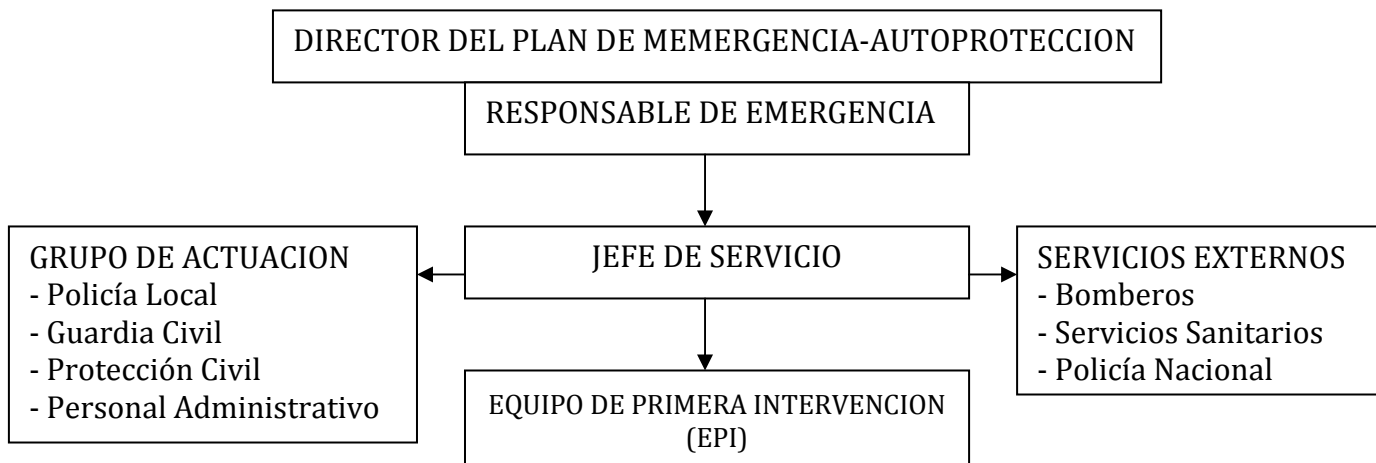 DIRECTOR DEL PLAN DE MEMERGENCIA-AUTOPROTECCION
RESPONSABLE DE EMERGENCIA
GRUPO DE ACTUACION
- Policía Local
- Guardia Civil
- Protección Civil
- Personal Administrativo
JEFE DE SERVICIO
SERVICIOS EXTERNOS
- Bomberos
- Servicios Sanitarios
- Policía Nacional
EQUIPO DE PRIMERA INTERVENCION
(EPI)